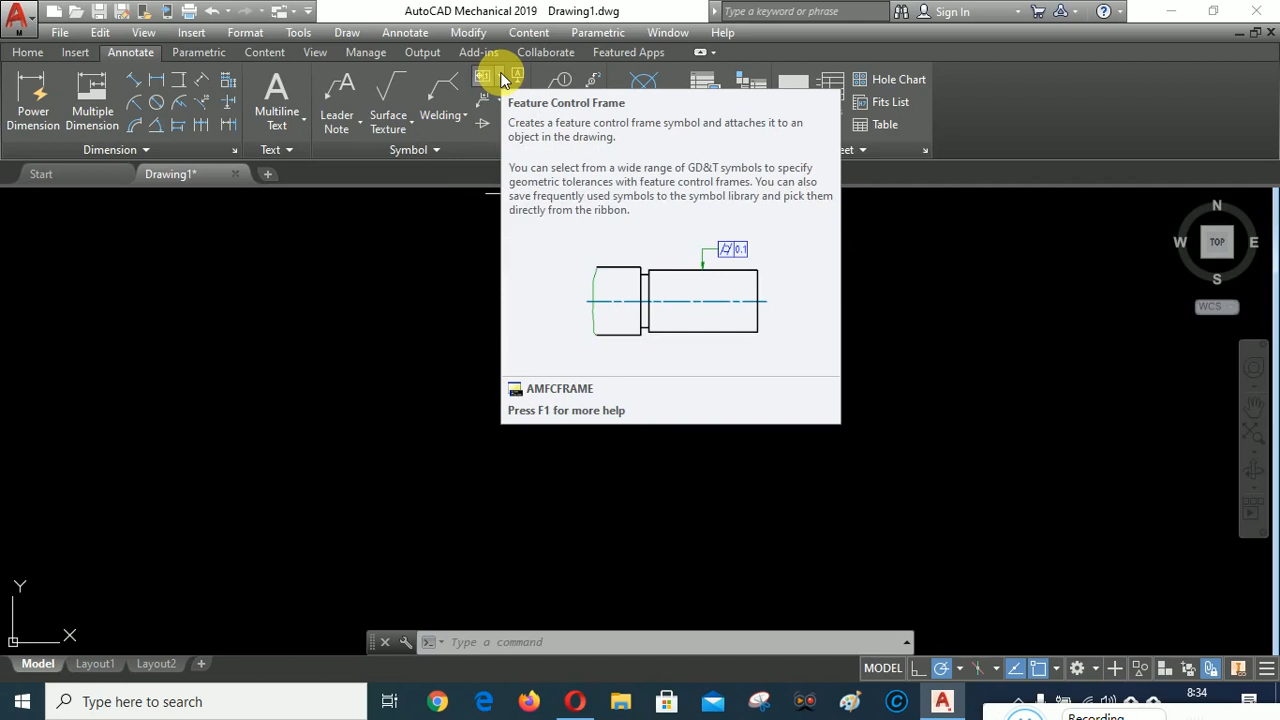 AutoCAD Mechanical 2019 Drawing1.dwg
Type a keyword or phrase
Sign In
File Edit View Insert Format Tools Draw Annotate Modify Content Parametric Window Help
Home Insert Annotate Parametric Content View Manage Output Add-ins Collaborate Featured Apps
Power Dimension
Multiple Dimension
Multiline Text
Leader Note
Surface Texture
Welding
Hole Chart
Fits List
Table
Dimension
Text
Symbol
Start
Drawing1*
Feature Control Frame
Creates a feature control frame symbol and attaches it to an
object in the drawing.
You can select from a wide range of GD&T symbols to specify
geometric tolerances with feature control frames. You can also
save frequently used symbols to the symbol library and pick them
directly from the ribbon.
0.1
AMFCFRAME
Press F1 for more help
N
W TOP E
S
WCS
Y
X
Type a command
Model Layout1 Layout2
MODEL
Type here to search
8:34
Recording